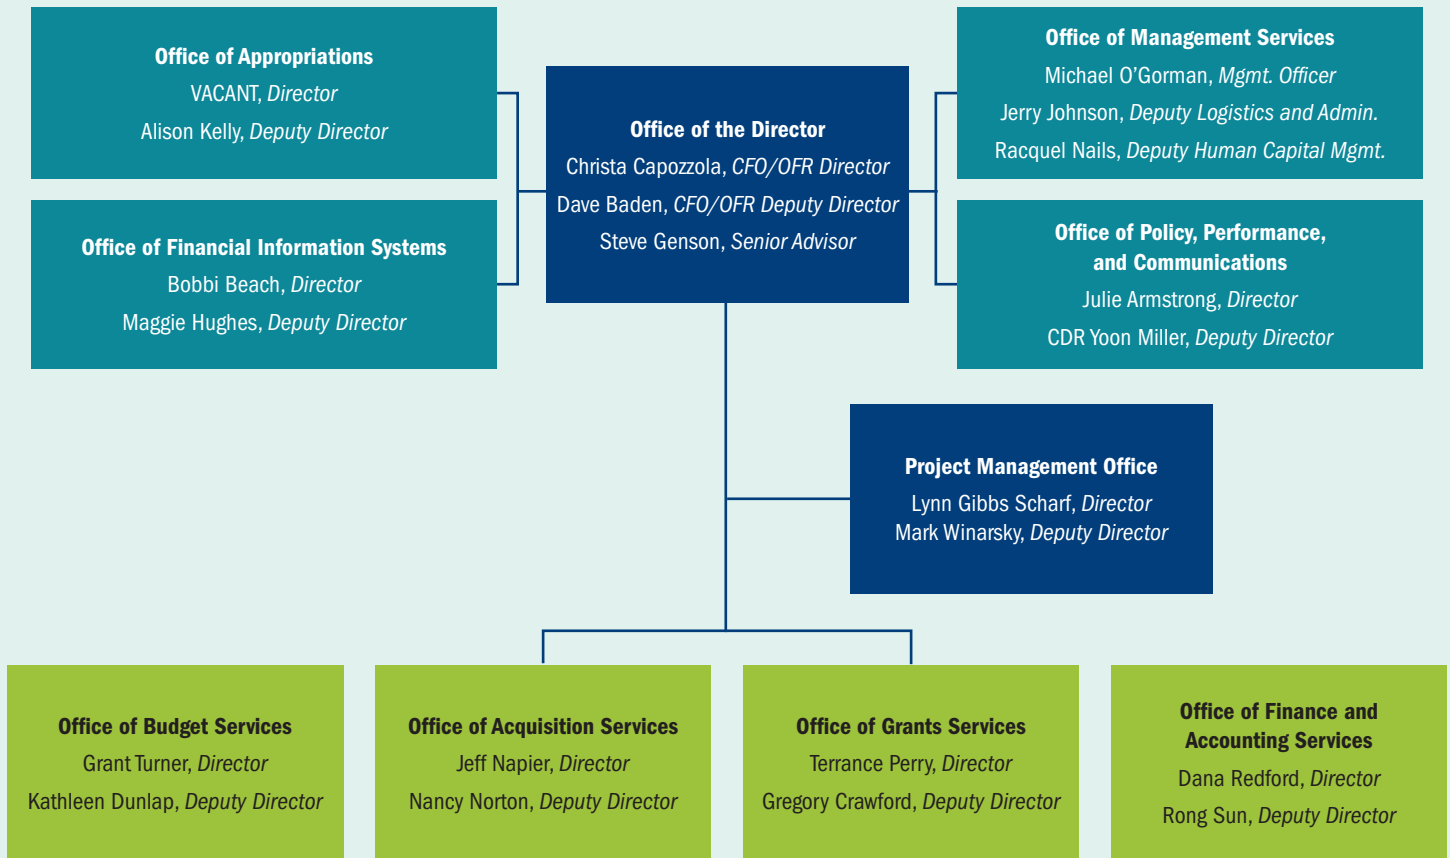 Office of Appropriations
VACANT, Director
Alison Kelly, Deputy Director
Office of Financial Information Systems
Bobbi Beach, Director
Maggie Hughes, Deputy Director
Office of the Director
Christa Capozzola, CFO/OFR Director
Dave Baden, CFO/OFR Deputy Director
Steve Genson, Senior Advisor
Office of Management Services
Michael O’Gorman, Mgmt. Officer
Jerry Johnson, Deputy Logistics and Admin.
Racquel Nails, Deputy Human Capital Mgmt.
Office of Policy, Performance,
and Communications
Julie Armstrong, Director
CDR Yoon Miller, Deputy Director
Project Management Office
Lynn Gibbs Scharf, Director
Mark Winarsky, Deputy Director
Office of Budget Services
Grant Turner, Director
Kathleen Dunlap, Deputy Director
Office of Acquisition Services
Jeff Napier, Director
Nancy Norton, Deputy Director
Office of Grants Services
Terrance Perry, Director
Gregory Crawford, Deputy Director
Office of Finance and
Accounting Services
Dana Redford, Director
Rong Sun, Deputy Director